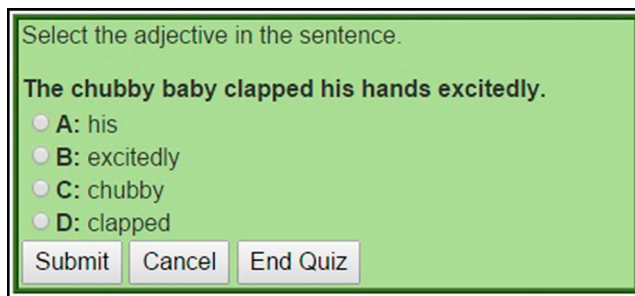 Select the adjective in the sentence.
The chubby baby clapped his hands excitedly.
A: his
B: excitedly
C: chubby
D: clapped
Submit Cancel End Quiz